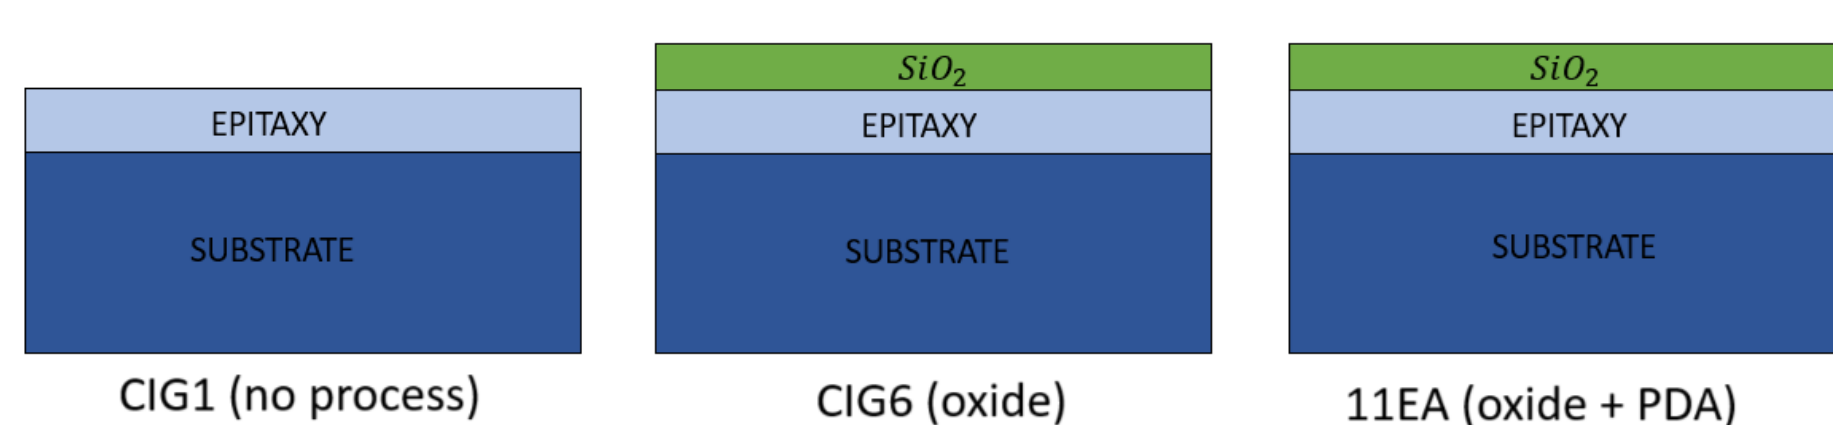 SiO₂
SiO₂
EPITAXY
EPITAXY
EPITAXY
SUBSTRATE
SUBSTRATE
SUBSTRATE
CIG1 (no process)
CIG6 (oxide)
11EA (oxide + PDA)